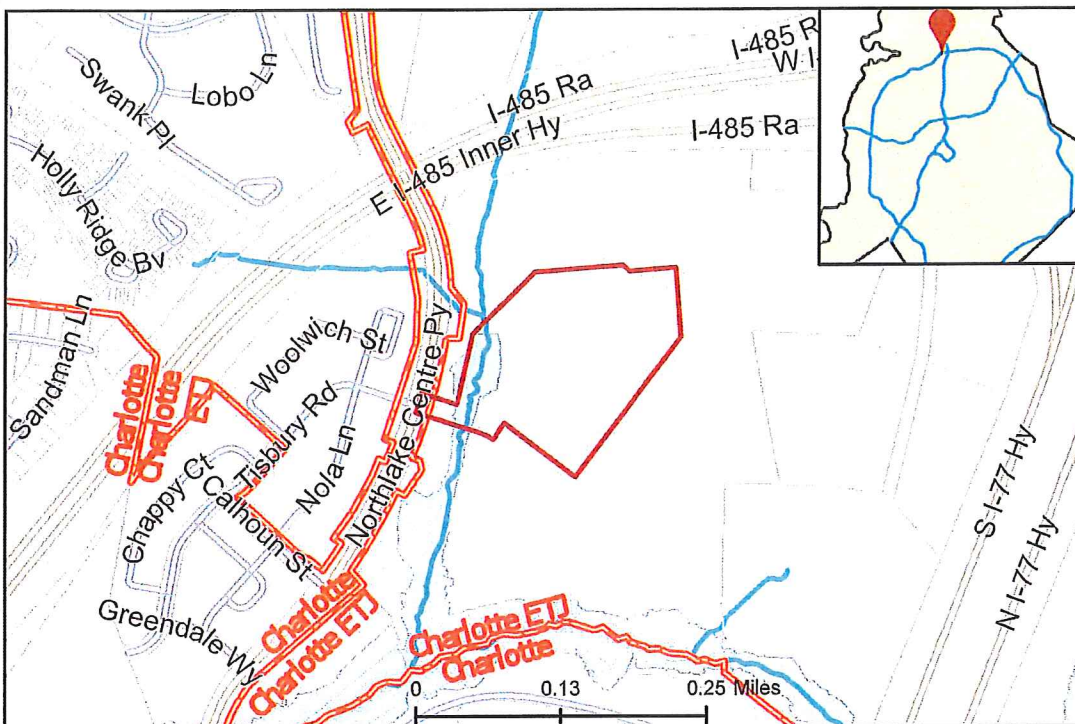 Swank Pl
Lobo Ln
I-485 R
W I-
I-485 Ra
I-485 Ra
E I-485 Inner Hy
Holly Ridge Bv
Sandman Ln
Woolwich St
Tisbury Rd
Nola Ln
Northlake Centre Py
Charlotte
Charlotte ETJ
Chappy Ct
Calhoun St
Greendale Wy
Charlotte
Charlotte ETJ
Charlotte ETJ
Charlotte
S I-77 Hy
N I-77 Hy
0 0.13 0.25 Miles